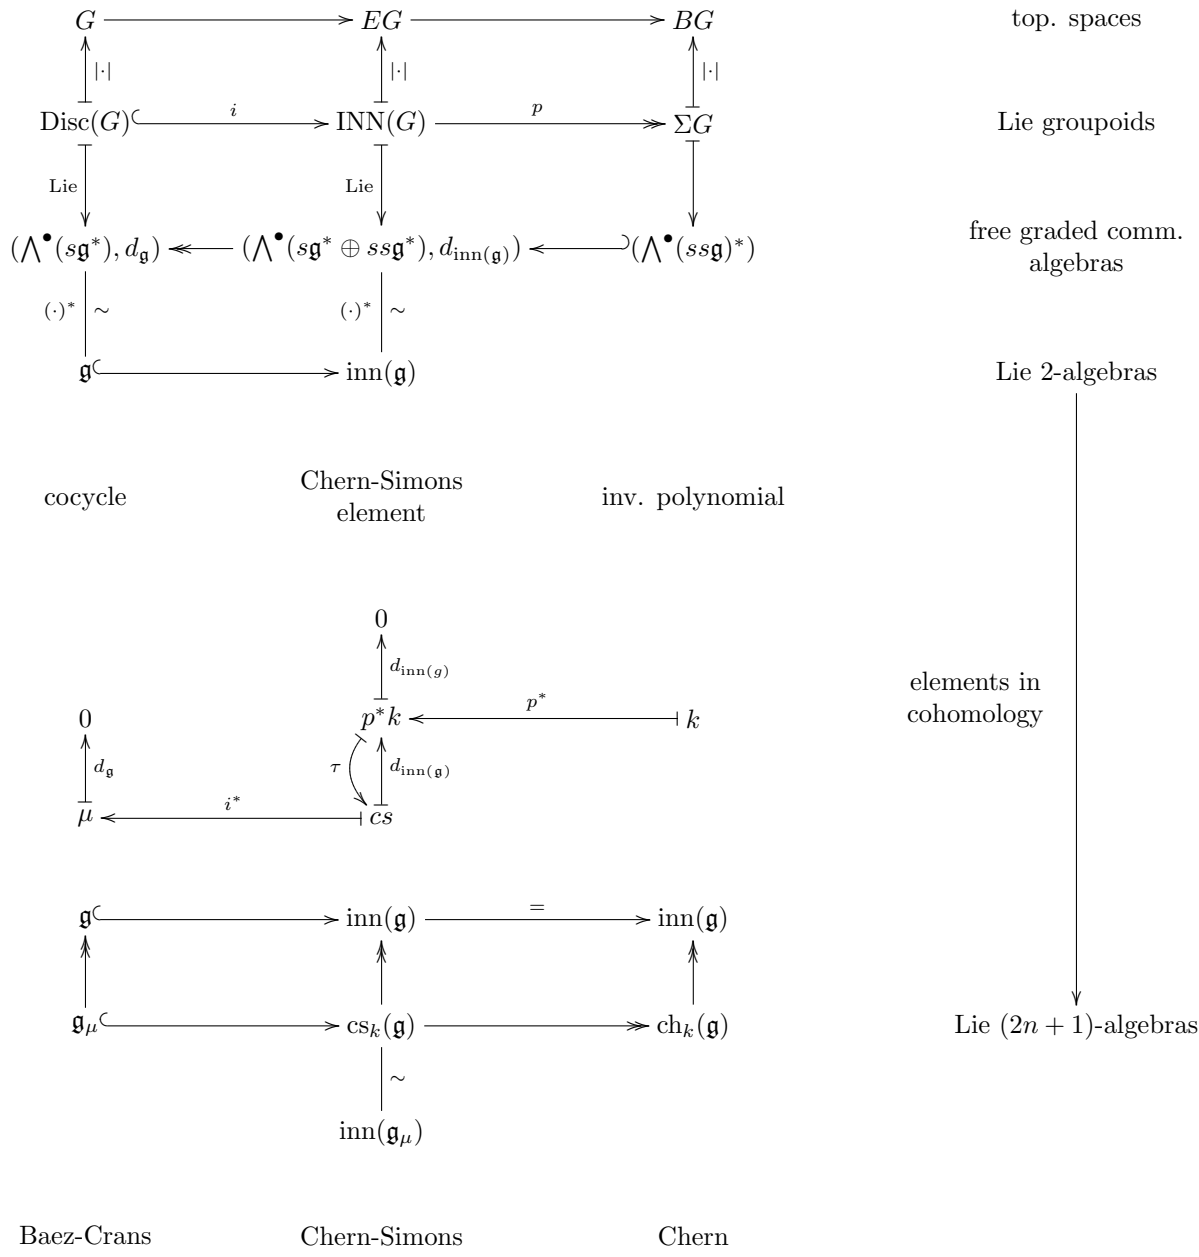 G EG BG top. spaces
|·| |·| |·|
Disc(G) i INN(G) p ΣG Lie groupoids
Lie Lie
(⋀•(s𝔤*), d_𝔤) (⋀•(s𝔤* ⊕ ss𝔤*), d_inn(𝔤)) (⋀•(ss𝔤)*) free graded comm.
algebras
(·)* ∼ (·)* ∼
𝔤 inn(𝔤) Lie 2-algebras
cocycle Chern-Simons
element inv. polynomial
0
d_inn(g)
elements in
cohomology
0 p*k p* k
d_𝔤 τ d_inn(𝔤)
μ i* cs
𝔤 inn(𝔤) = inn(𝔤)
𝔤_μ cs_k(𝔤) ch_k(𝔤) Lie (2n + 1)-algebras
∼
inn(𝔤_μ)
Baez-Crans Chern-Simons Chern